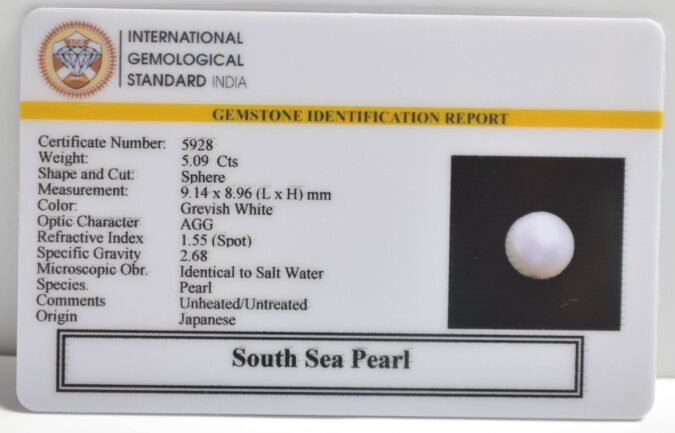 IGS
INTERNATIONAL
GEMOLOGICAL
STANDARD INDIA
GEMSTONE IDENTIFICATION REPORT
Certificate Number: 5928
Weight: 5.09 Cts
Shape and Cut: Sphere
Measurement: 9.14 x 8.96 (L x H) mm
Color: Greyish White
Optic Character AGG
Refractive Index 1.55 (Spot)
Specific Gravity 2.68
Microscopic Obr. Identical to Salt Water
Species. Pearl
Comments Unheated/Untreated
Origin Japanese
South Sea Pearl